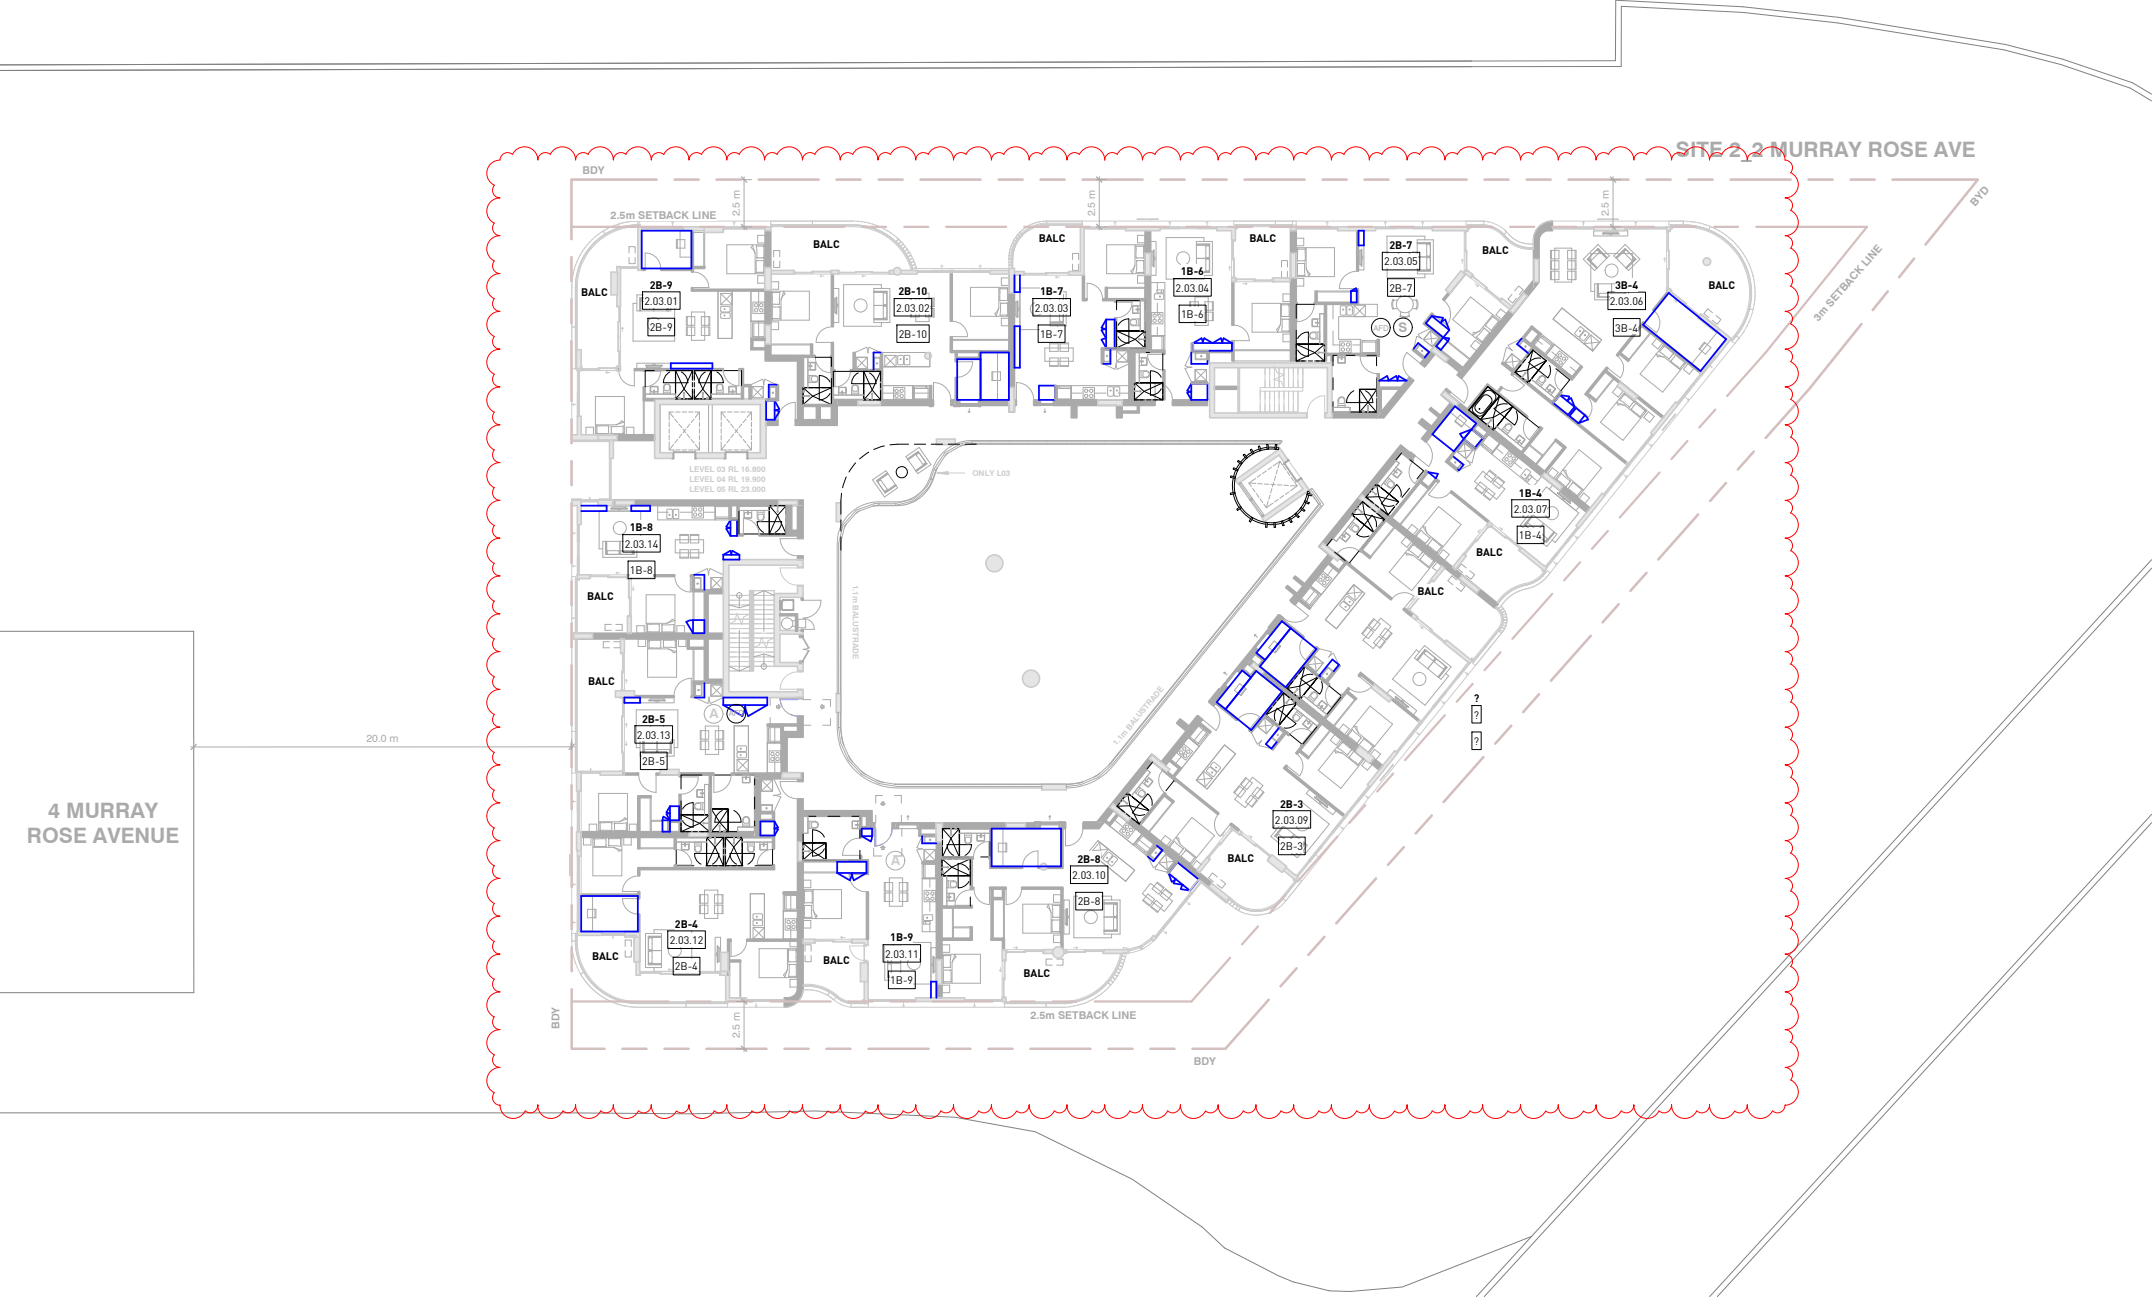 SITE 2_2 MURRAY ROSE AVE
BDY
BYD
2.5 m
2.5 m
2.5 m
2.5m SETBACK LINE
3m SETBACK LINE
BALC
2B-9
2.03.01
2B-9
BALC
2B-10
2.03.02
2B-10
BALC
1B-7
2.03.03
1B-7
1B-6
2.03.04
1B-6
BALC
2B-7
2.03.05
2B-7
AFD
S
BALC
3B-4
2.03.06
3B-4
BALC
LEVEL 03 RL 16.800
LEVEL 04 RL 19.900
LEVEL 05 RL 23.000
ONLY L03
1B-4
2.03.07
1B-4
BALC
BALC
1B-8
2.03.14
1B-8
BALC
1.1m BALUSTRADE
1.1m BALUSTRADE
BALC
A
2B-5
2.03.13
2B-5
?
?
?
20.0 m
4 MURRAY
ROSE AVENUE
2B-3
2.03.09
2B-3
BALC
2B-8
2.03.10
2B-8
BALC
A
1B-9
2.03.11
1B-9
BALC
2B-4
2.03.12
2B-4
BALC
BDY
2.5 m
2.5m SETBACK LINE
BDY